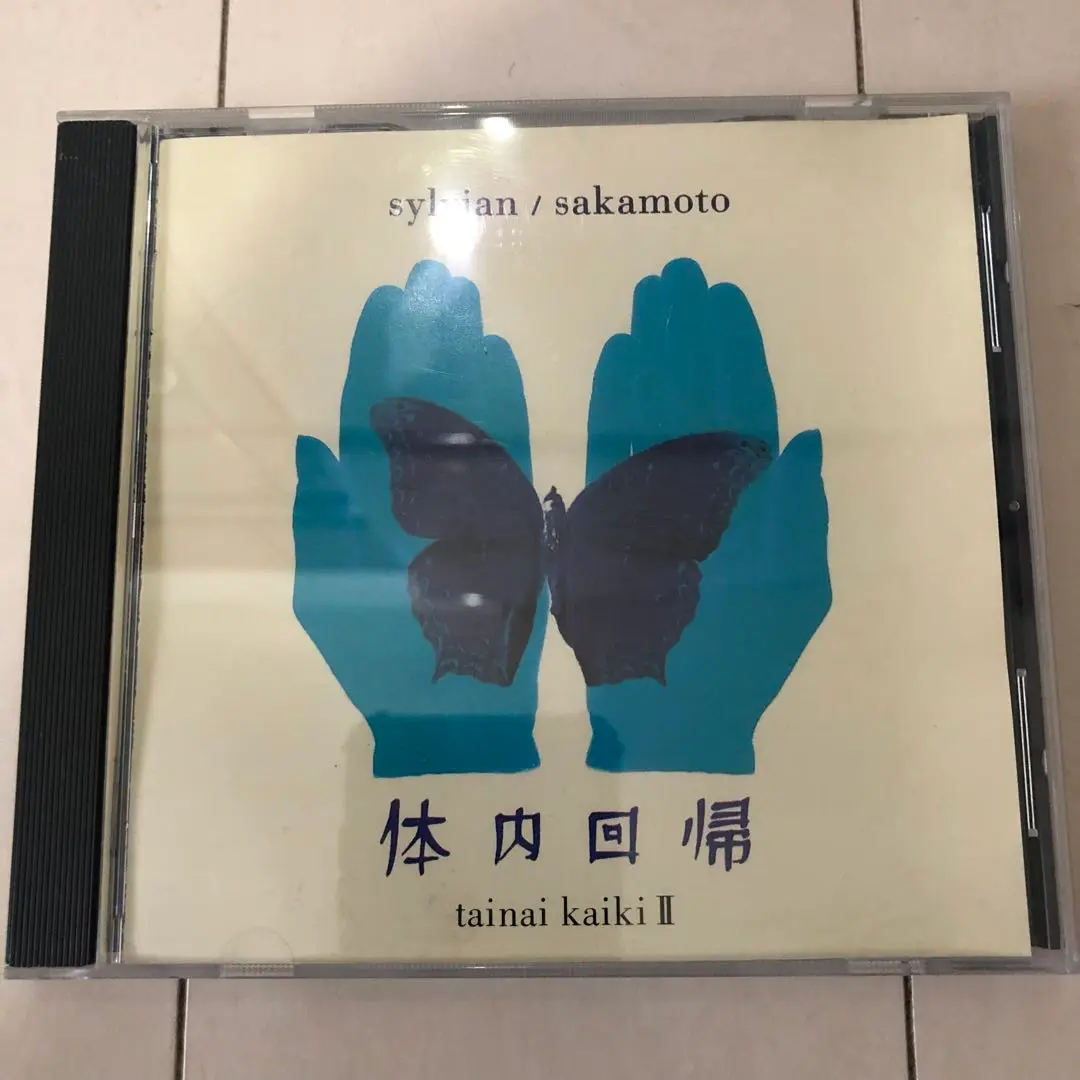 sylvian / sakamoto
体内回帰
tainai kaiki II